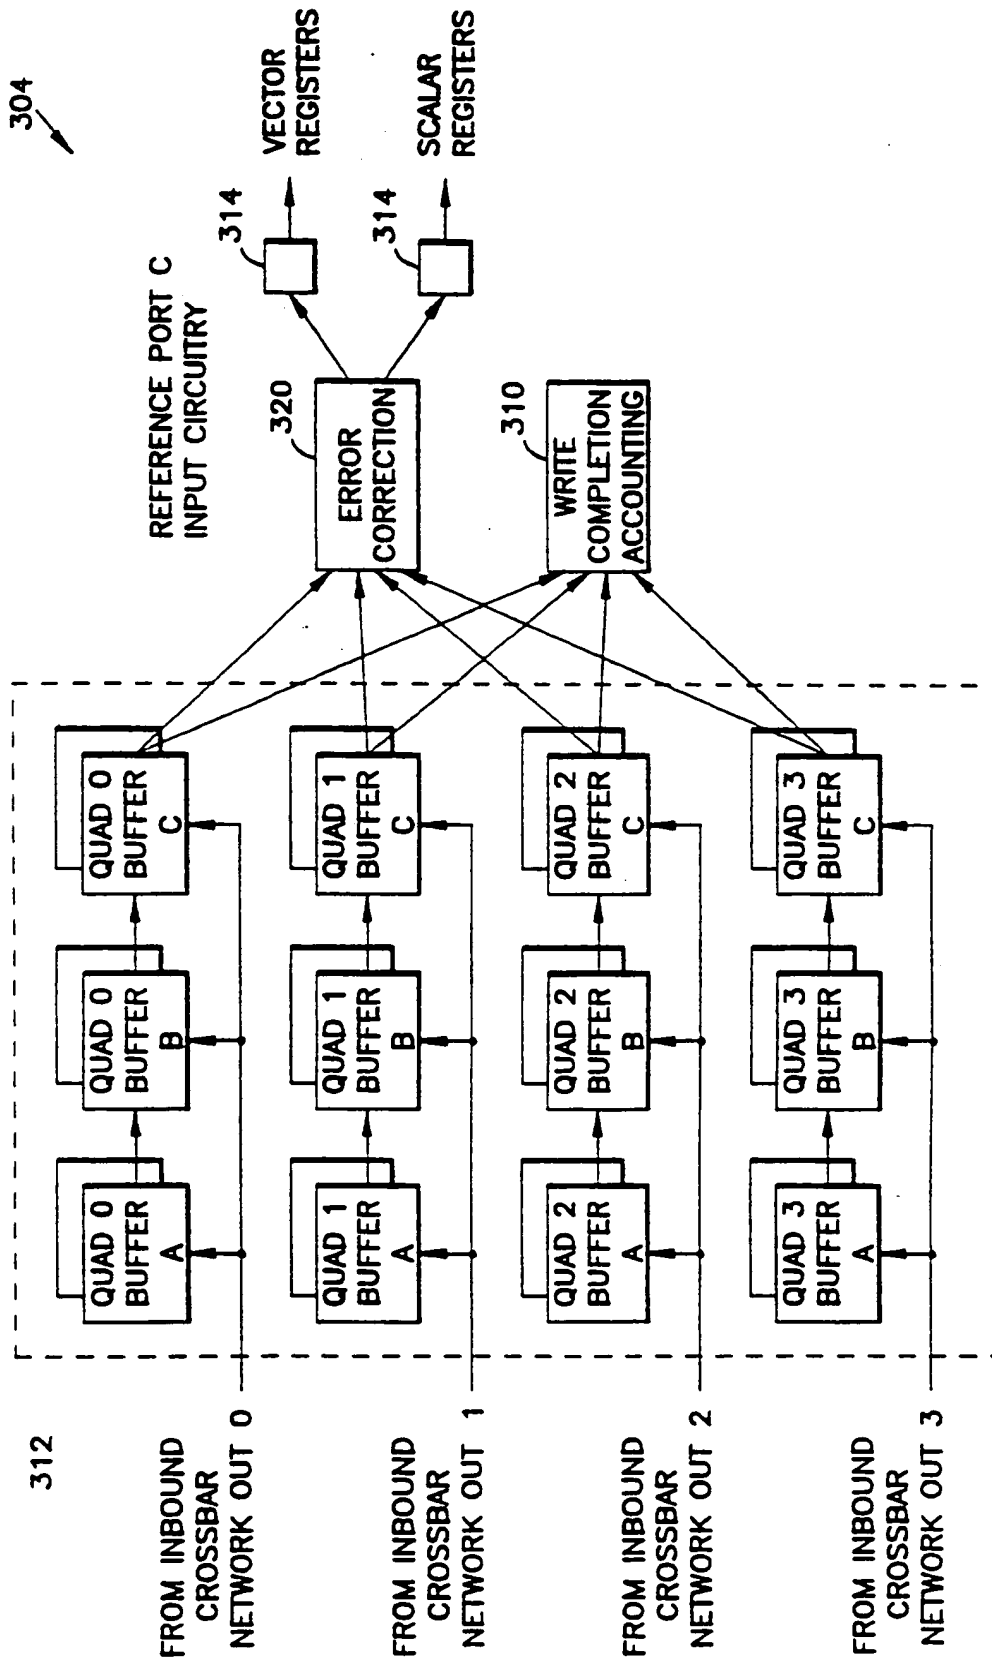 304
REFERENCE PORT C
INPUT CIRCUITRY
312
FROM INBOUND
CROSSBAR
NETWORK OUT 0
QUAD 0
BUFFER
A
QUAD 0
BUFFER
B
QUAD 0
BUFFER
C
FROM INBOUND
CROSSBAR
NETWORK OUT 1
QUAD 1
BUFFER
A
QUAD 1
BUFFER
B
QUAD 1
BUFFER
C
FROM INBOUND
CROSSBAR
NETWORK OUT 2
QUAD 2
BUFFER
A
QUAD 2
BUFFER
B
QUAD 2
BUFFER
C
FROM INBOUND
CROSSBAR
NETWORK OUT 3
QUAD 3
BUFFER
A
QUAD 3
BUFFER
B
QUAD 3
BUFFER
C
320
ERROR
CORRECTION
310
WRITE
COMPLETION
ACCOUNTING
314
VECTOR
REGISTERS
314
SCALAR
REGISTERS